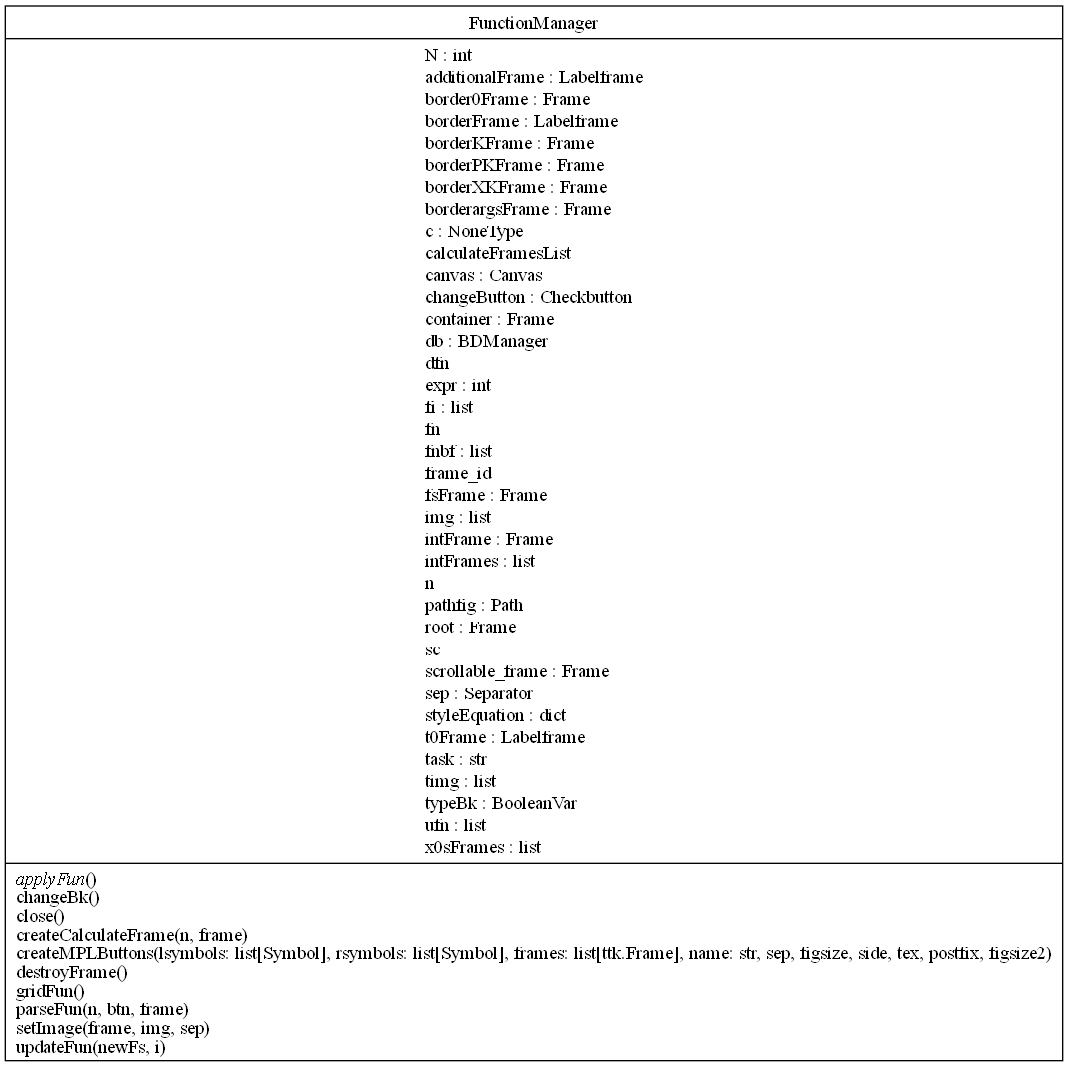 FunctionManager
N : int
additionalFrame : Labelframe
border0Frame : Frame
borderFrame : Labelframe
borderKFrame : Frame
borderPKFrame : Frame
borderXKFrame : Frame
borderargsFrame : Frame
c : NoneType
calculateFramesList
canvas : Canvas
changeButton : Checkbutton
container : Frame
db : BDManager
dfn
expr : int
fi : list
fn
fnbf : list
frame_id
fsFrame : Frame
img : list
intFrame : Frame
intFrames : list
n
pathfig : Path
root : Frame
sc
scrollable_frame : Frame
sep : Separator
styleEquation : dict
t0Frame : Labelframe
task : str
timg : list
typeBk : BooleanVar
ufn : list
x0sFrames : list
applyFun()
changeBk()
close()
createCalculateFrame(n, frame)
createMPLButtons(lsymbols: list[Symbol], rsymbols: list[Symbol], frames: list[ttk.Frame], name: str, sep, figsize, side, tex, postfix, figsize2)
destroyFrame()
gridFun()
parseFun(n, btn, frame)
setImage(frame, img, sep)
updateFun(newFs, i)